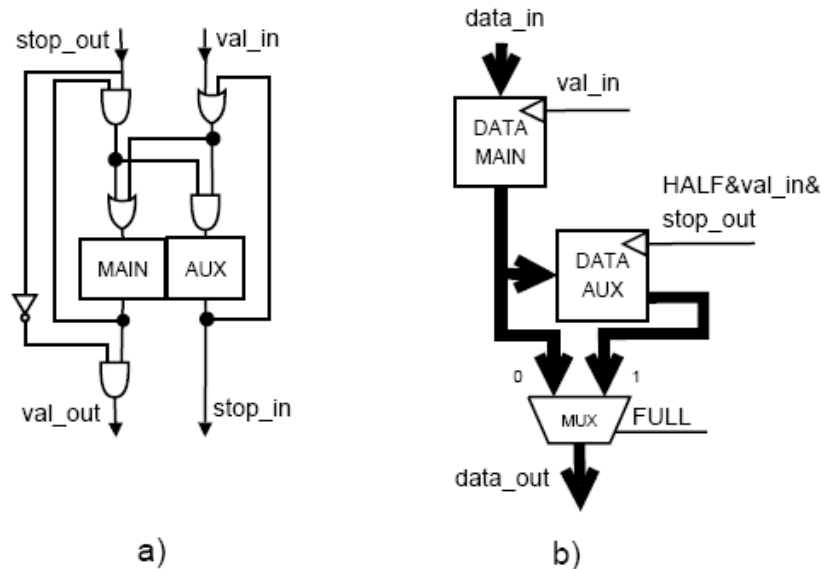 stop_out
val_in
MAIN
AUX
val_out
stop_in
a)
data_in
val_in
DATA
MAIN
HALF&val_in&
stop_out
DATA
AUX
0
1
MUX
FULL
data_out
b)